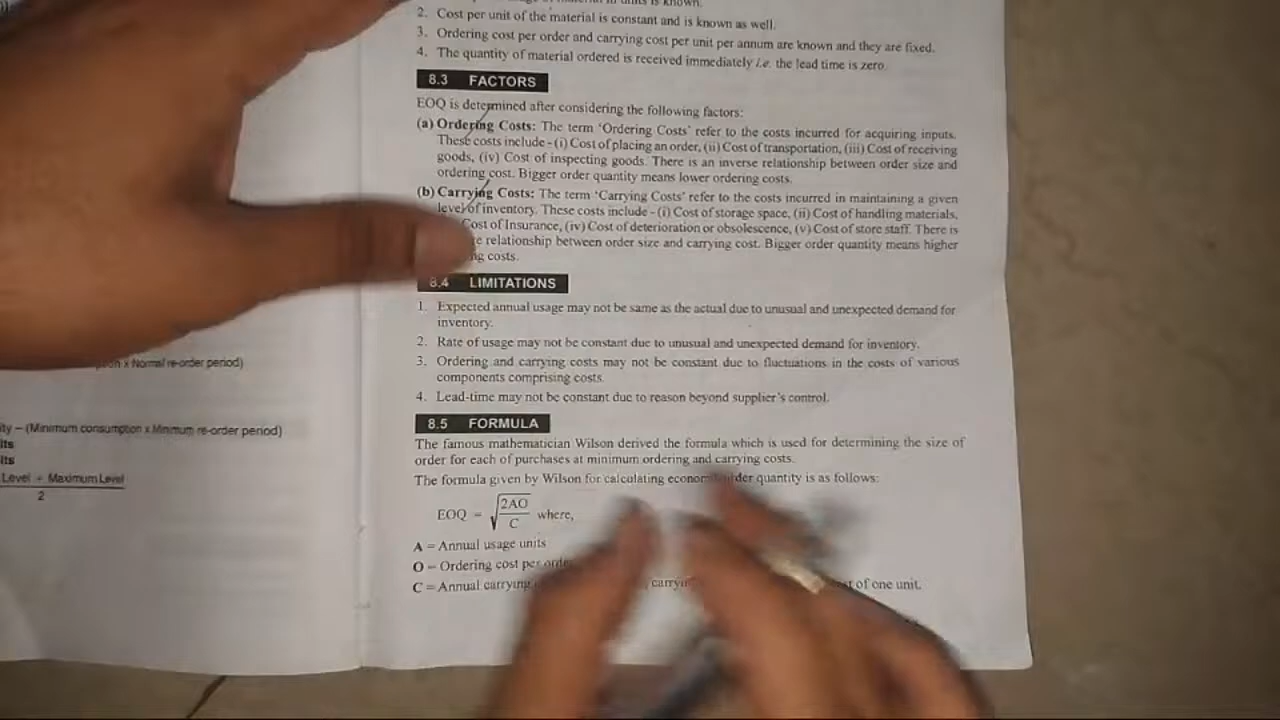 x Normal re-order period)
ity – (Minimum consumption x Minimum re-order period)
its
its
Level + Maximum Level
2
2. Cost per unit of the material is constant and is known as well.
3. Ordering cost per order and carrying cost per unit per annum are known and they are fixed.
4. The quantity of material ordered is received immediately i.e. the lead time is zero.
8.3 FACTORS
EOQ is determined after considering the following factors:
(a) Ordering Costs: The term ‘Ordering Costs’ refer to the costs incurred for acquiring inputs.
These costs include - (i) Cost of placing an order, (ii) Cost of transportation, (iii) Cost of receiving
goods, (iv) Cost of inspecting goods. There is an inverse relationship between order size and
ordering cost. Bigger order quantity means lower ordering costs.
(b) Carrying Costs: The term ‘Carrying Costs’ refer to the costs incurred in maintaining a given
level of inventory. These costs include - (i) Cost of storage space, (ii) Cost of handling materials,
Cost of Insurance, (iv) Cost of deterioration or obsolescence, (v) Cost of store staff. There is
relationship between order size and carrying cost. Bigger order quantity means higher
costs.
8.4 LIMITATIONS
1. Expected annual usage may not be same as the actual due to unusual and unexpected demand for
inventory.
2. Rate of usage may not be constant due to unusual and unexpected demand for inventory.
3. Ordering and carrying costs may not be constant due to fluctuations in the costs of various
components comprising costs.
4. Lead-time may not be constant due to reason beyond supplier’s control.
8.5 FORMULA
The famous mathematician Wilson derived the formula which is used for determining the size of
order for each of purchases at minimum ordering and carrying costs.
The formula given by Wilson for calculating order quantity is as follows:
EOQ = √2AO/C where,
A = Annual usage units
O – Ordering cost per
C = Annual carrying of one unit.